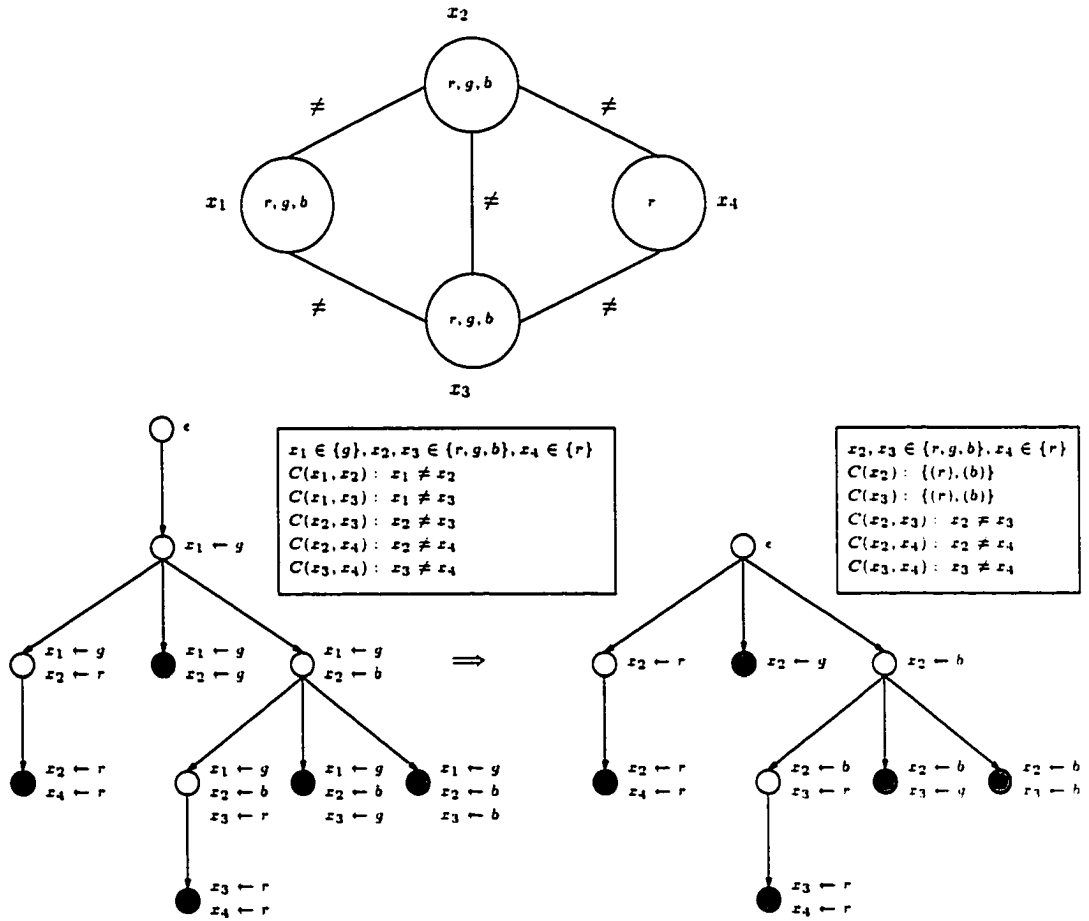 x₂
r, g, b
≠
≠
x₁
r, g, b
≠
r
x₄
≠
≠
r, g, b
x₃
ϵ
x₁ ∈ {g}, x₂, x₃ ∈ {r, g, b}, x₄ ∈ {r}
C(x₁, x₂) : x₁ ≠ x₂
C(x₁, x₃) : x₁ ≠ x₃
C(x₂, x₃) : x₂ ≠ x₃
C(x₂, x₄) : x₂ ≠ x₄
C(x₃, x₄) : x₃ ≠ x₄
x₁ ← g
x₁ ← g
x₂ ← r
x₁ ← g
x₂ ← g
x₁ ← g
x₂ ← b
x₂ ← r
x₄ ← r
x₁ ← g
x₂ ← b
x₃ ← r
x₁ ← g
x₂ ← b
x₃ ← g
x₁ ← g
x₂ ← b
x₃ ← b
x₃ ← r
x₄ ← r
⟹
x₂, x₃ ∈ {r, g, b}, x₄ ∈ {r}
C(x₂) : {(r), (b)}
C(x₃) : {(r), (b)}
C(x₂, x₃) : x₂ ≠ x₃
C(x₂, x₄) : x₂ ≠ x₄
C(x₃, x₄) : x₃ ≠ x₄
ϵ
x₂ ← r
x₂ ← g
x₂ ← b
x₂ ← r
x₄ ← r
x₂ ← b
x₃ ← r
x₂ ← b
x₃ ← g
x₂ ← b
x₃ ← b
x₃ ← r
x₄ ← r